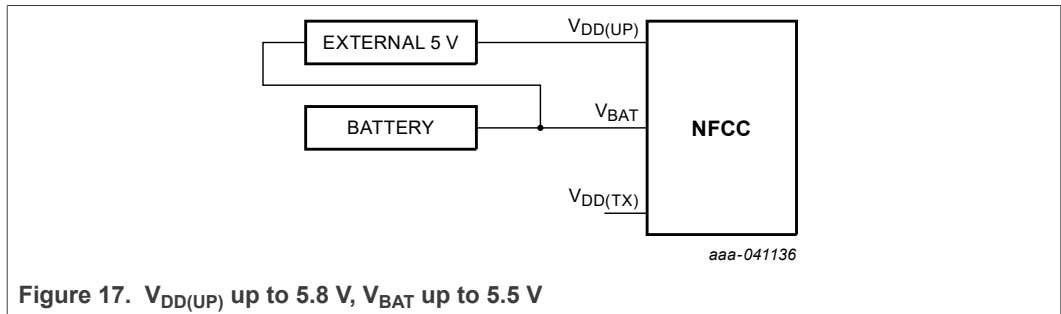 EXTERNAL 5 V
VDD(UP)
BATTERY
VBAT
NFCC
VDD(TX)
aaa-041136
Figure 17. VDD(UP) up to 5.8 V, VBAT up to 5.5 V